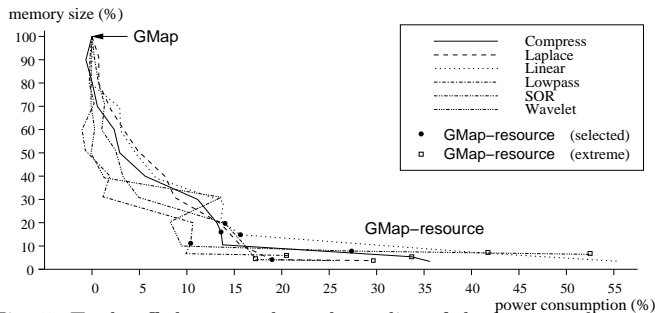 memory size (%)
GMap
100
90
80
70
60
50
40
30
20
10
0
Compress
Laplace
Linear
Lowpass
SOR
Wavelet
GMap-resource (selected)
GMap-resource (extreme)
GMap-resource
0 5 10 15 20 25 30 35 40 45 50 55
power consumption (%)